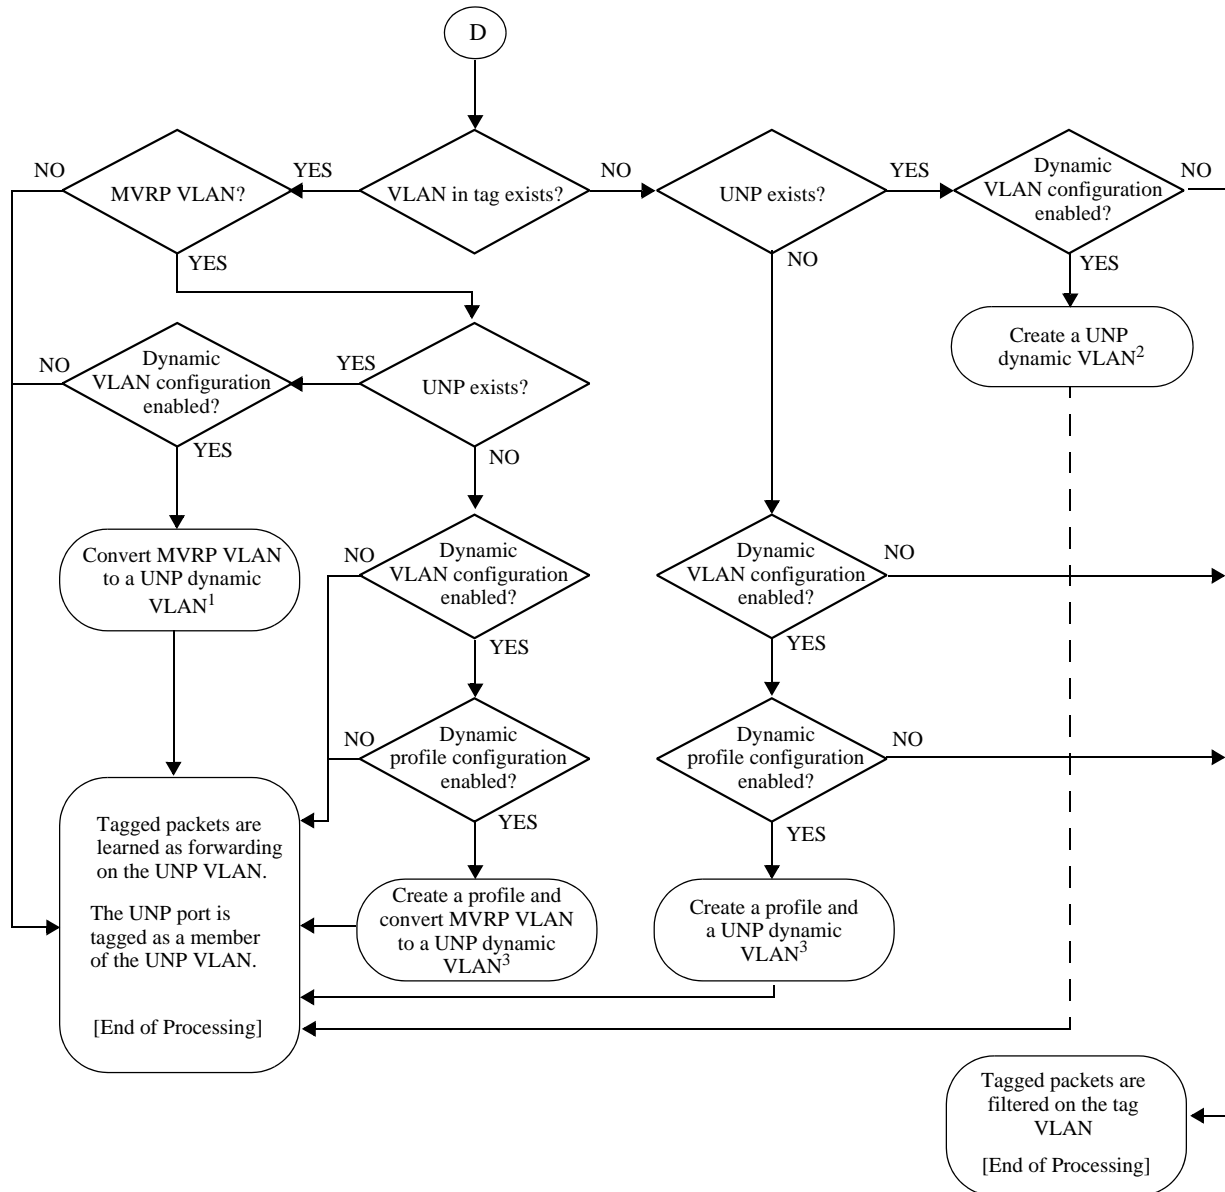 D
NO
MVRP VLAN?
YES
VLAN in tag exists?
NO
UNP exists?
YES
Dynamic
VLAN configuration
enabled?
NO
YES
NO
YES
Create a UNP
dynamic VLAN2
NO
Dynamic
VLAN configuration
enabled?
YES
UNP exists?
YES
NO
Convert MVRP VLAN
to a UNP dynamic
VLAN1
NO
Dynamic
VLAN configuration
enabled?
YES
Dynamic
VLAN configuration
enabled?
NO
YES
NO
Dynamic
profile configuration
enabled?
YES
Dynamic
profile configuration
enabled?
NO
YES
Tagged packets are
learned as forwarding
on the UNP VLAN.
The UNP port is
tagged as a member
of the UNP VLAN.
[End of Processing]
Create a profile and
convert MVRP VLAN
to a UNP dynamic
VLAN3
Create a profile and
a UNP dynamic
VLAN3
Tagged packets are
filtered on the tag
VLAN
[End of Processing]